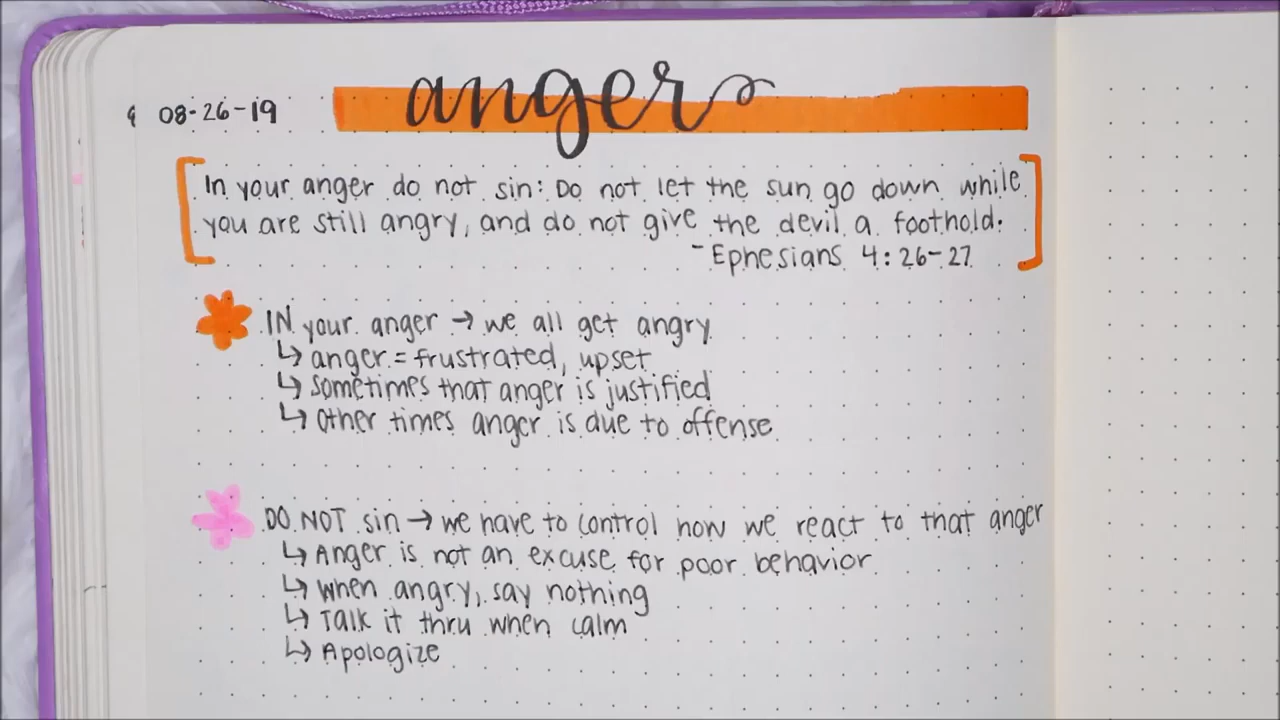 anger
08-26-19
In your anger do not sin: Do not let the sun go down while
you are still angry, and do not give the devil a foothold.
- Ephesians 4:26-27
IN your anger → we all get angry
↳ anger = frustrated, upset
↳ sometimes that anger is justified
↳ Other times anger is due to offense
DO NOT sin → we have to control how we react to that anger
↳ Anger is not an excuse for poor behavior
↳ When angry, say nothing
↳ Talk it thru when calm
↳ Apologize